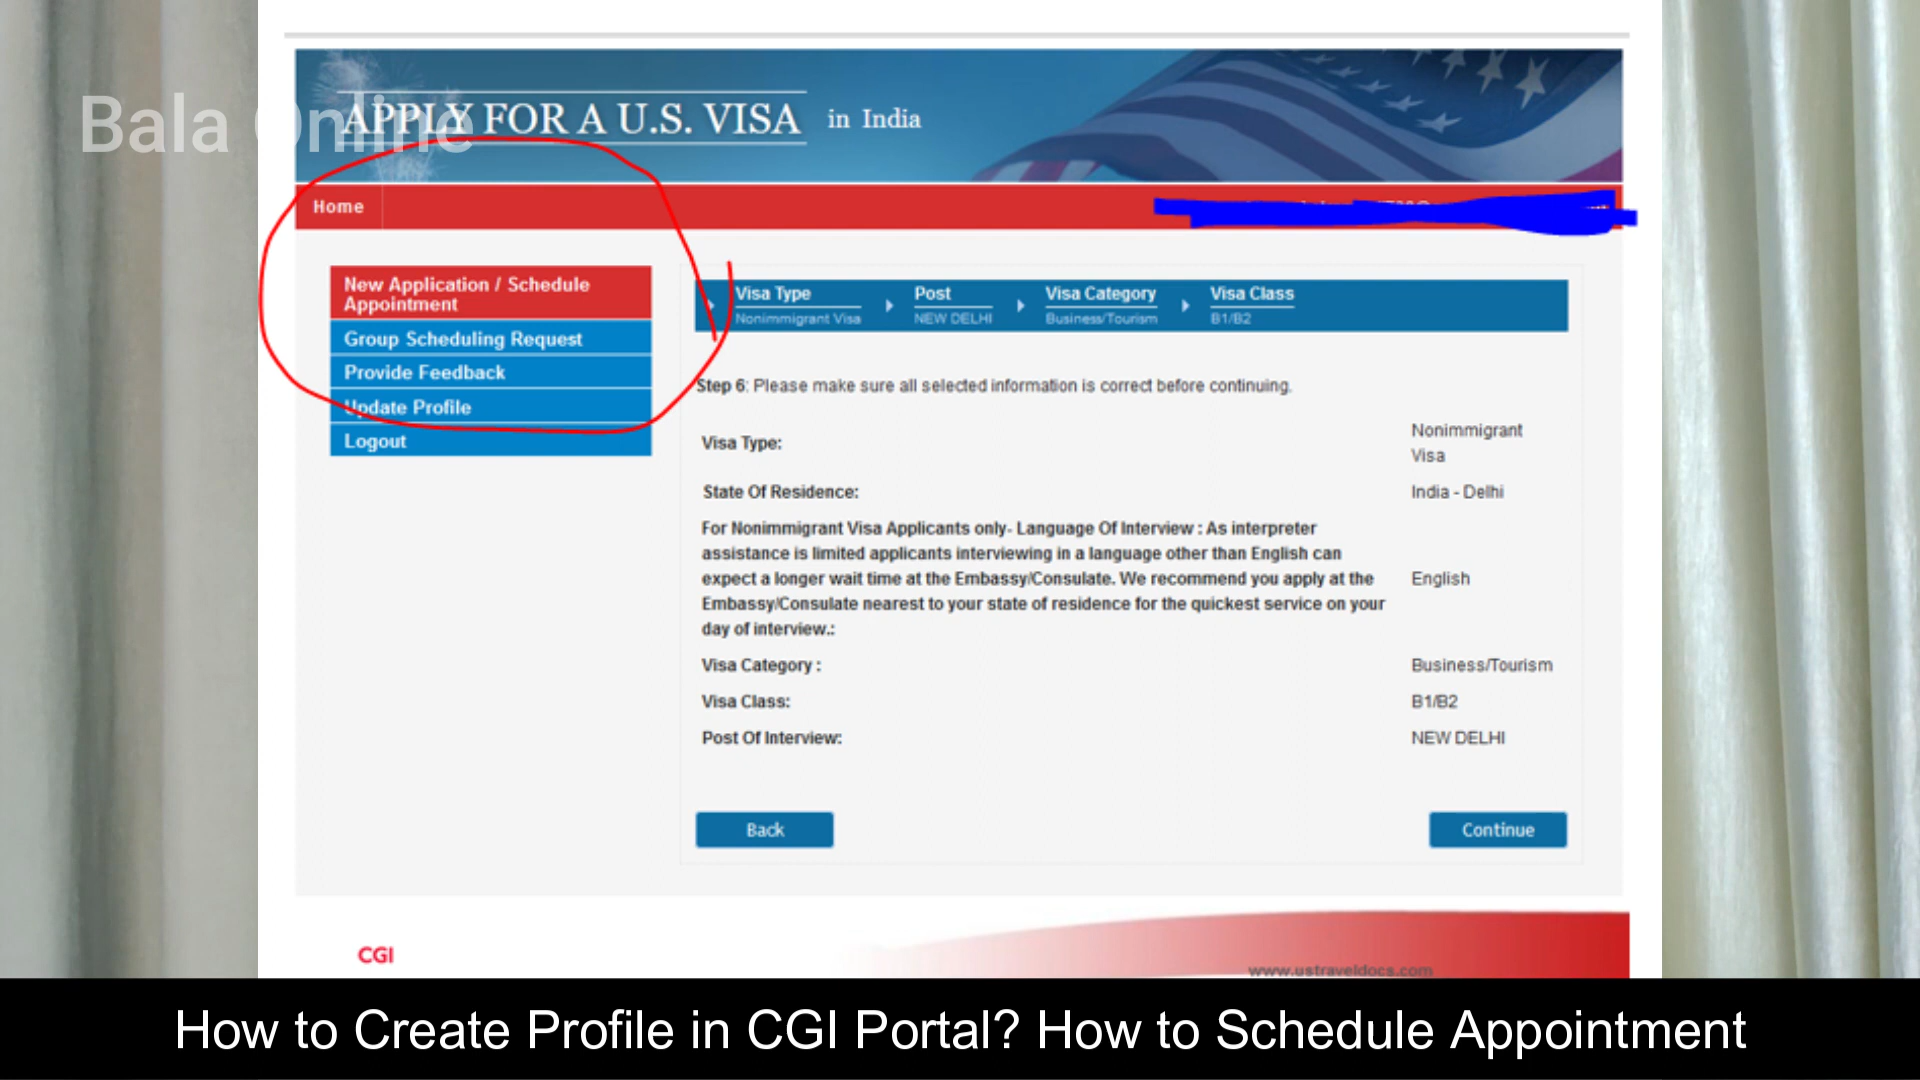 Bala Online
APPLY FOR A U.S. VISA in India
Home
New Application / Schedule
Appointment
Group Scheduling Request
Provide Feedback
Update Profile
Logout
Visa Type
Nonimmigrant Visa
Post
NEW DELHI
Visa Category
Business/Tourism
Visa Class
B1/B2
Step 6: Please make sure all selected information is correct before continuing.
Visa Type:
Nonimmigrant
Visa
State Of Residence:
India - Delhi
For Nonimmigrant Visa Applicants only- Language Of Interview : As interpreter
assistance is limited applicants interviewing in a language other than English can
expect a longer wait time at the Embassy/Consulate. We recommend you apply at the
Embassy/Consulate nearest to your state of residence for the quickest service on your
day of interview.:
English
Visa Category :
Business/Tourism
Visa Class:
B1/B2
Post Of Interview:
NEW DELHI
Back
Continue
CGI
www.ustraveldocs.com
How to Create Profile in CGI Portal? How to Schedule Appointment